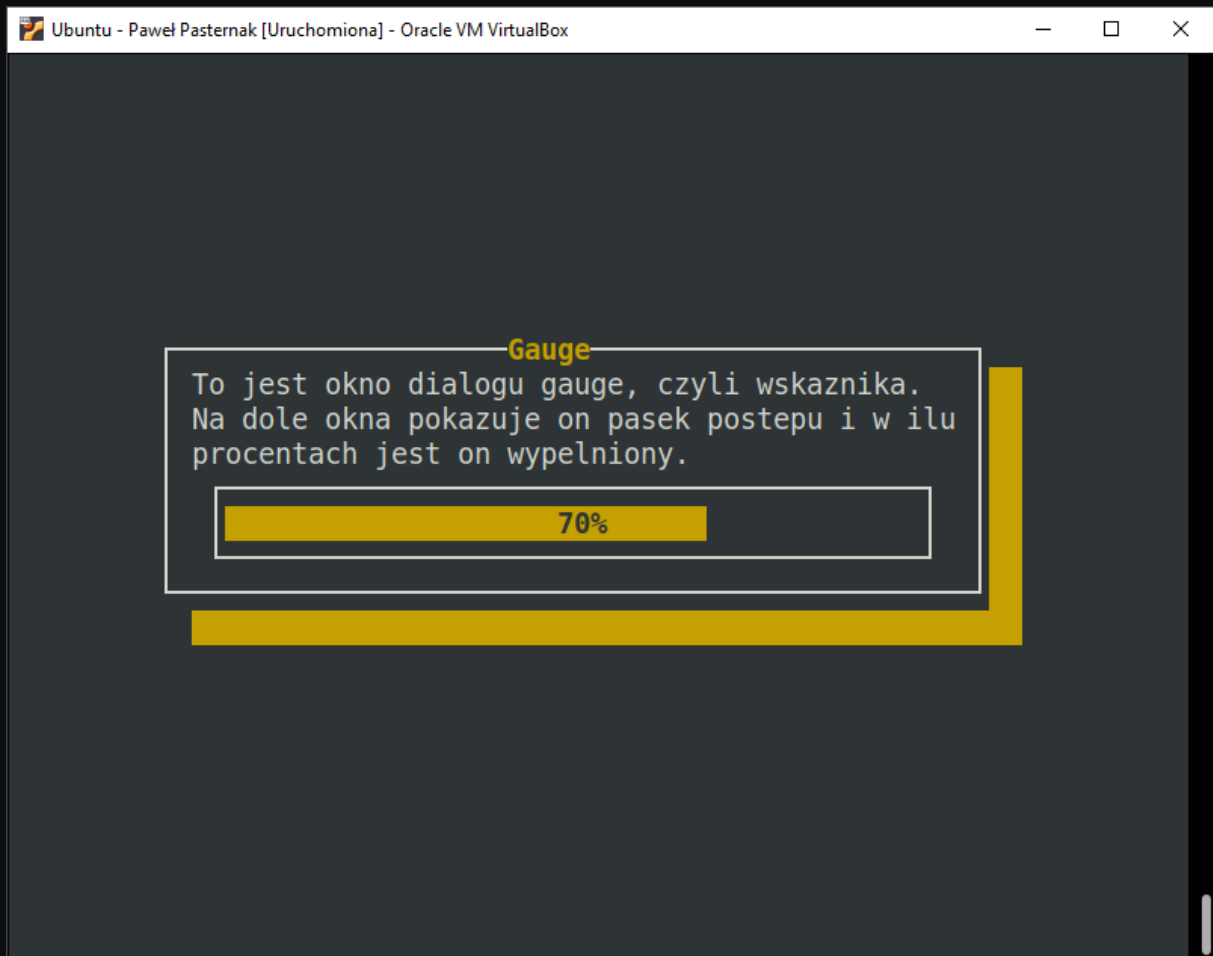 Ubuntu - Paweł Pasternak [Uruchomiona] - Oracle VM VirtualBox
Gauge
To jest okno dialogu gauge, czyli wskaznika.
Na dole okna pokazuje on pasek postepu i w ilu
procentach jest on wypelniony.
70%